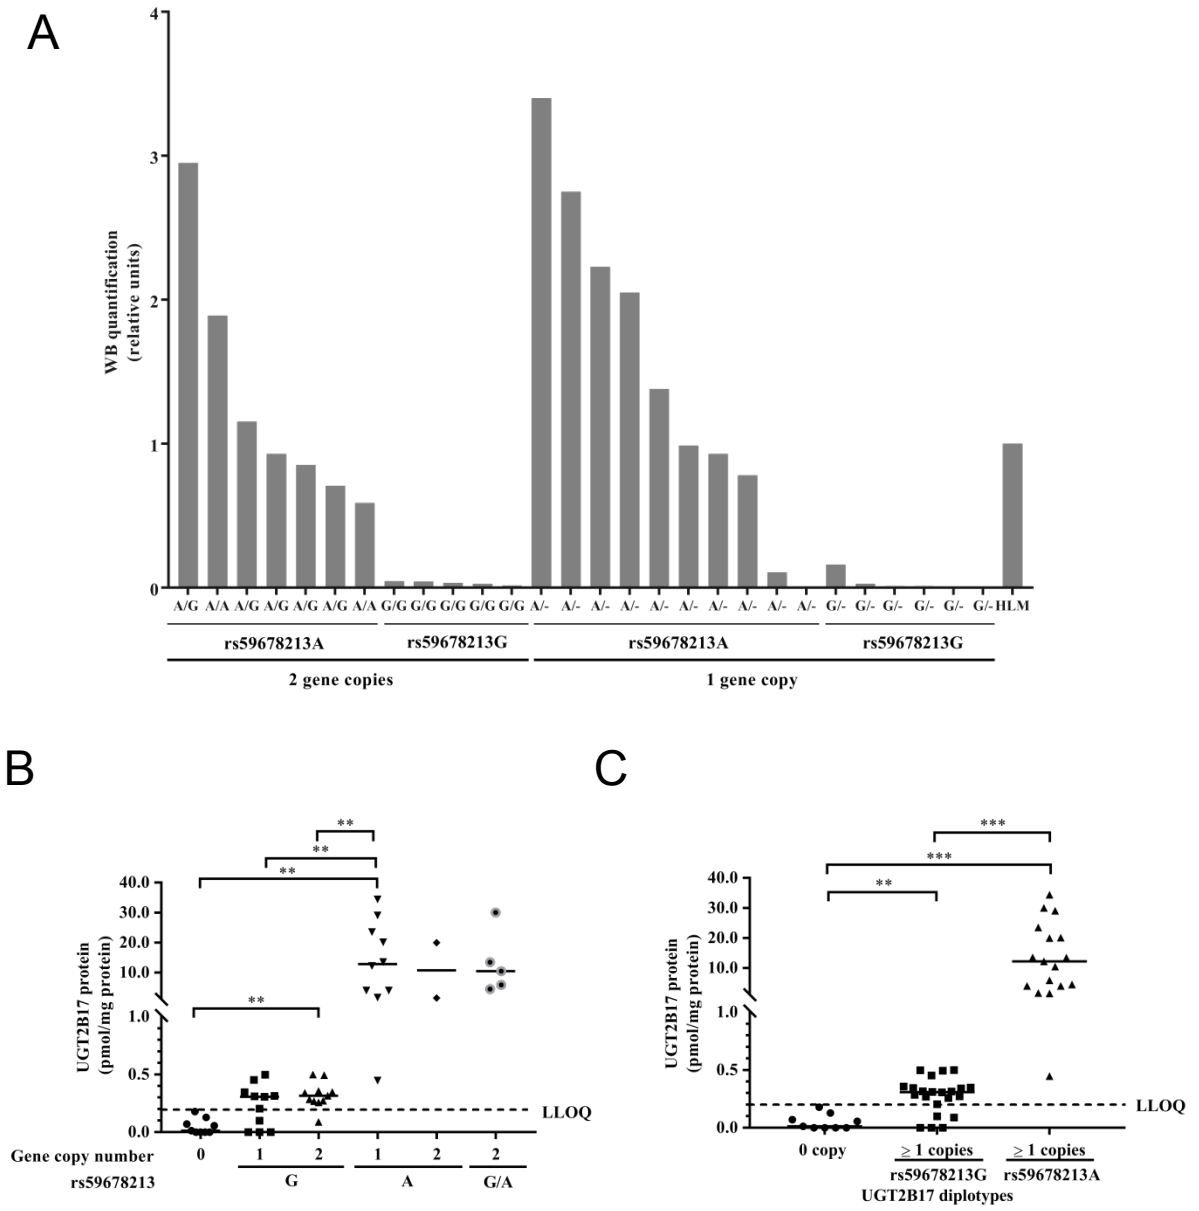 A
4
3
2
1
0
WB quantification
(relative units)
A/G A/A A/G A/G A/G A/G A/A G/G G/G G/G G/G G/G A/- A/- A/- A/- A/- A/- A/- A/- A/- A/- G/- G/- G/- G/- G/- G/- HLM
rs59678213A rs59678213G rs59678213A rs59678213G
2 gene copies 1 gene copy
B
** 
**
**
**
40.0
30.0
20.0
10.0
1.0
0.5
0.0
UGT2B17 protein
(pmol/mg protein)
LLOQ
Gene copy number 0 1 2 1 2 2
rs59678213 G A G/A
C
***
***
**
40.0
30.0
20.0
10.0
1.0
0.5
0.0
UGT2B17 protein
(pmol/mg protein)
LLOQ
0 copy ≥ 1 copies ≥ 1 copies
rs59678213G rs59678213A
UGT2B17 diplotypes